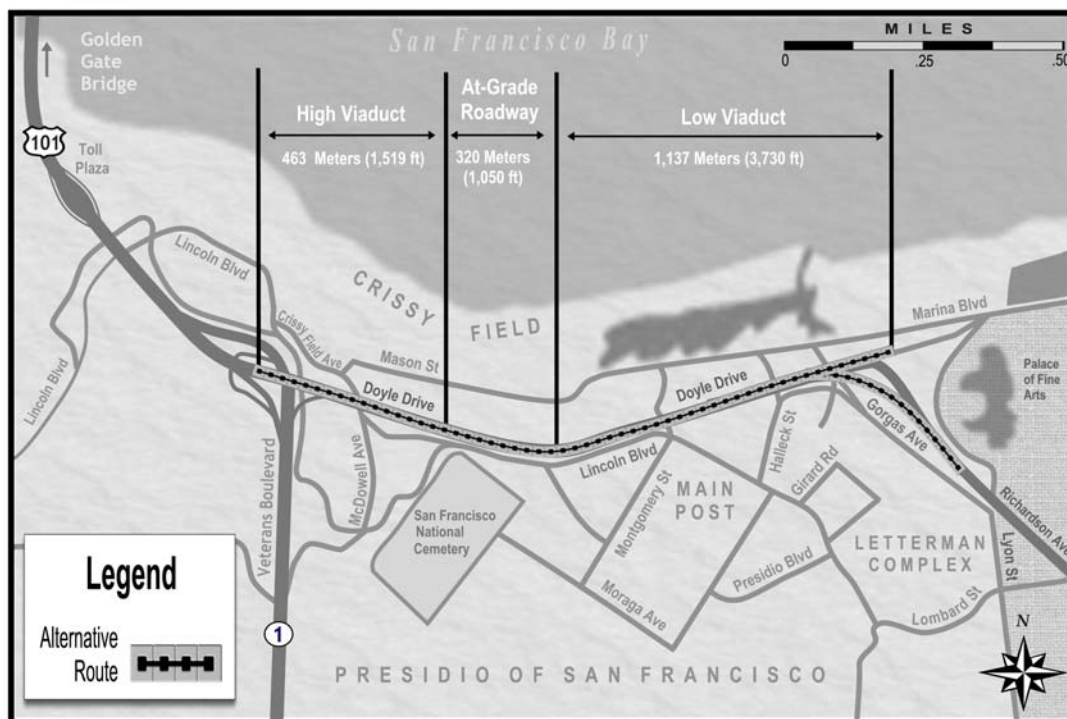 San Francisco Bay
MILES
0 .25 .50
Golden
Gate
Bridge
101
Toll
Plaza
High Viaduct
463 Meters (1,519 ft)
At-Grade
Roadway
320 Meters
(1,050 ft)
Low Viaduct
1,137 Meters (3,730 ft)
Lincoln Blvd
Lincoln Blvd
Crissy Field Ave
CRISSY
FIELD
Mason St
Doyle Drive
Doyle Drive
Marina Blvd
Palace
of Fine
Arts
Gorgas Ave
Halleck St
Girard Rd
Lincoln Blvd
McDowell Ave
Veterans Boulevard
San Francisco
National
Cemetery
Montgomery St
MAIN
POST
Moraga Ave
Presidio Blvd
LETTERMAN
COMPLEX
Lombard St
Lyon St
Richardson Ave
1
PRESIDIO OF SAN FRANCISCO
N
Legend
Alternative
Route